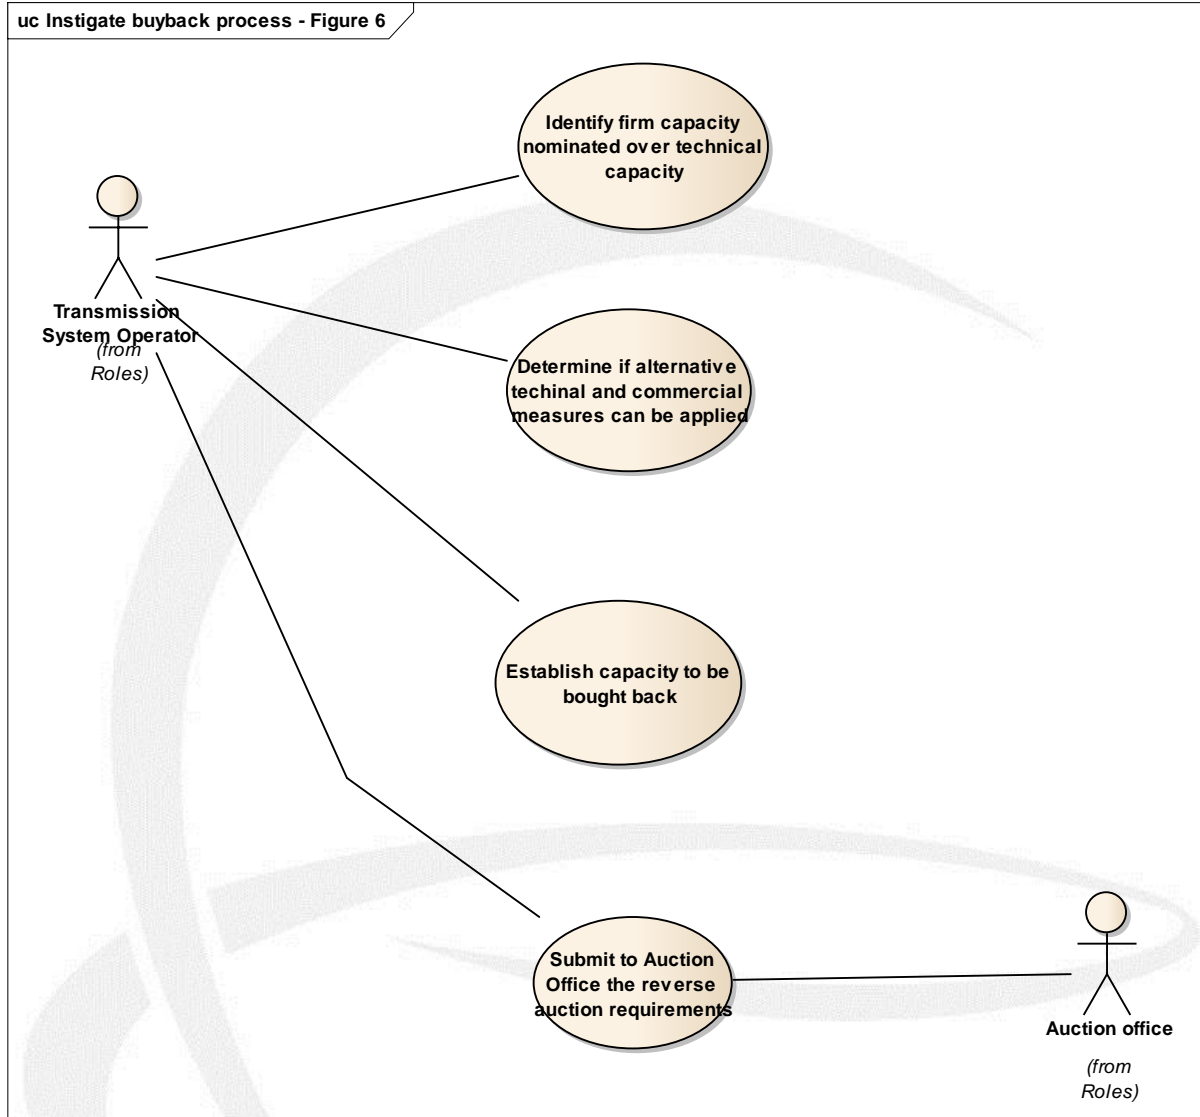 uc Instigate buyback process - Figure 6
Identify firm capacity
nominated over technical
capacity
Transmission
System Operator
(from
Roles)
Determine if alternative
techinal and commercial
measures can be applied
Establish capacity to be
bought back
Submit to Auction
Office the reverse
auction requirements
Auction office
(from
Roles)